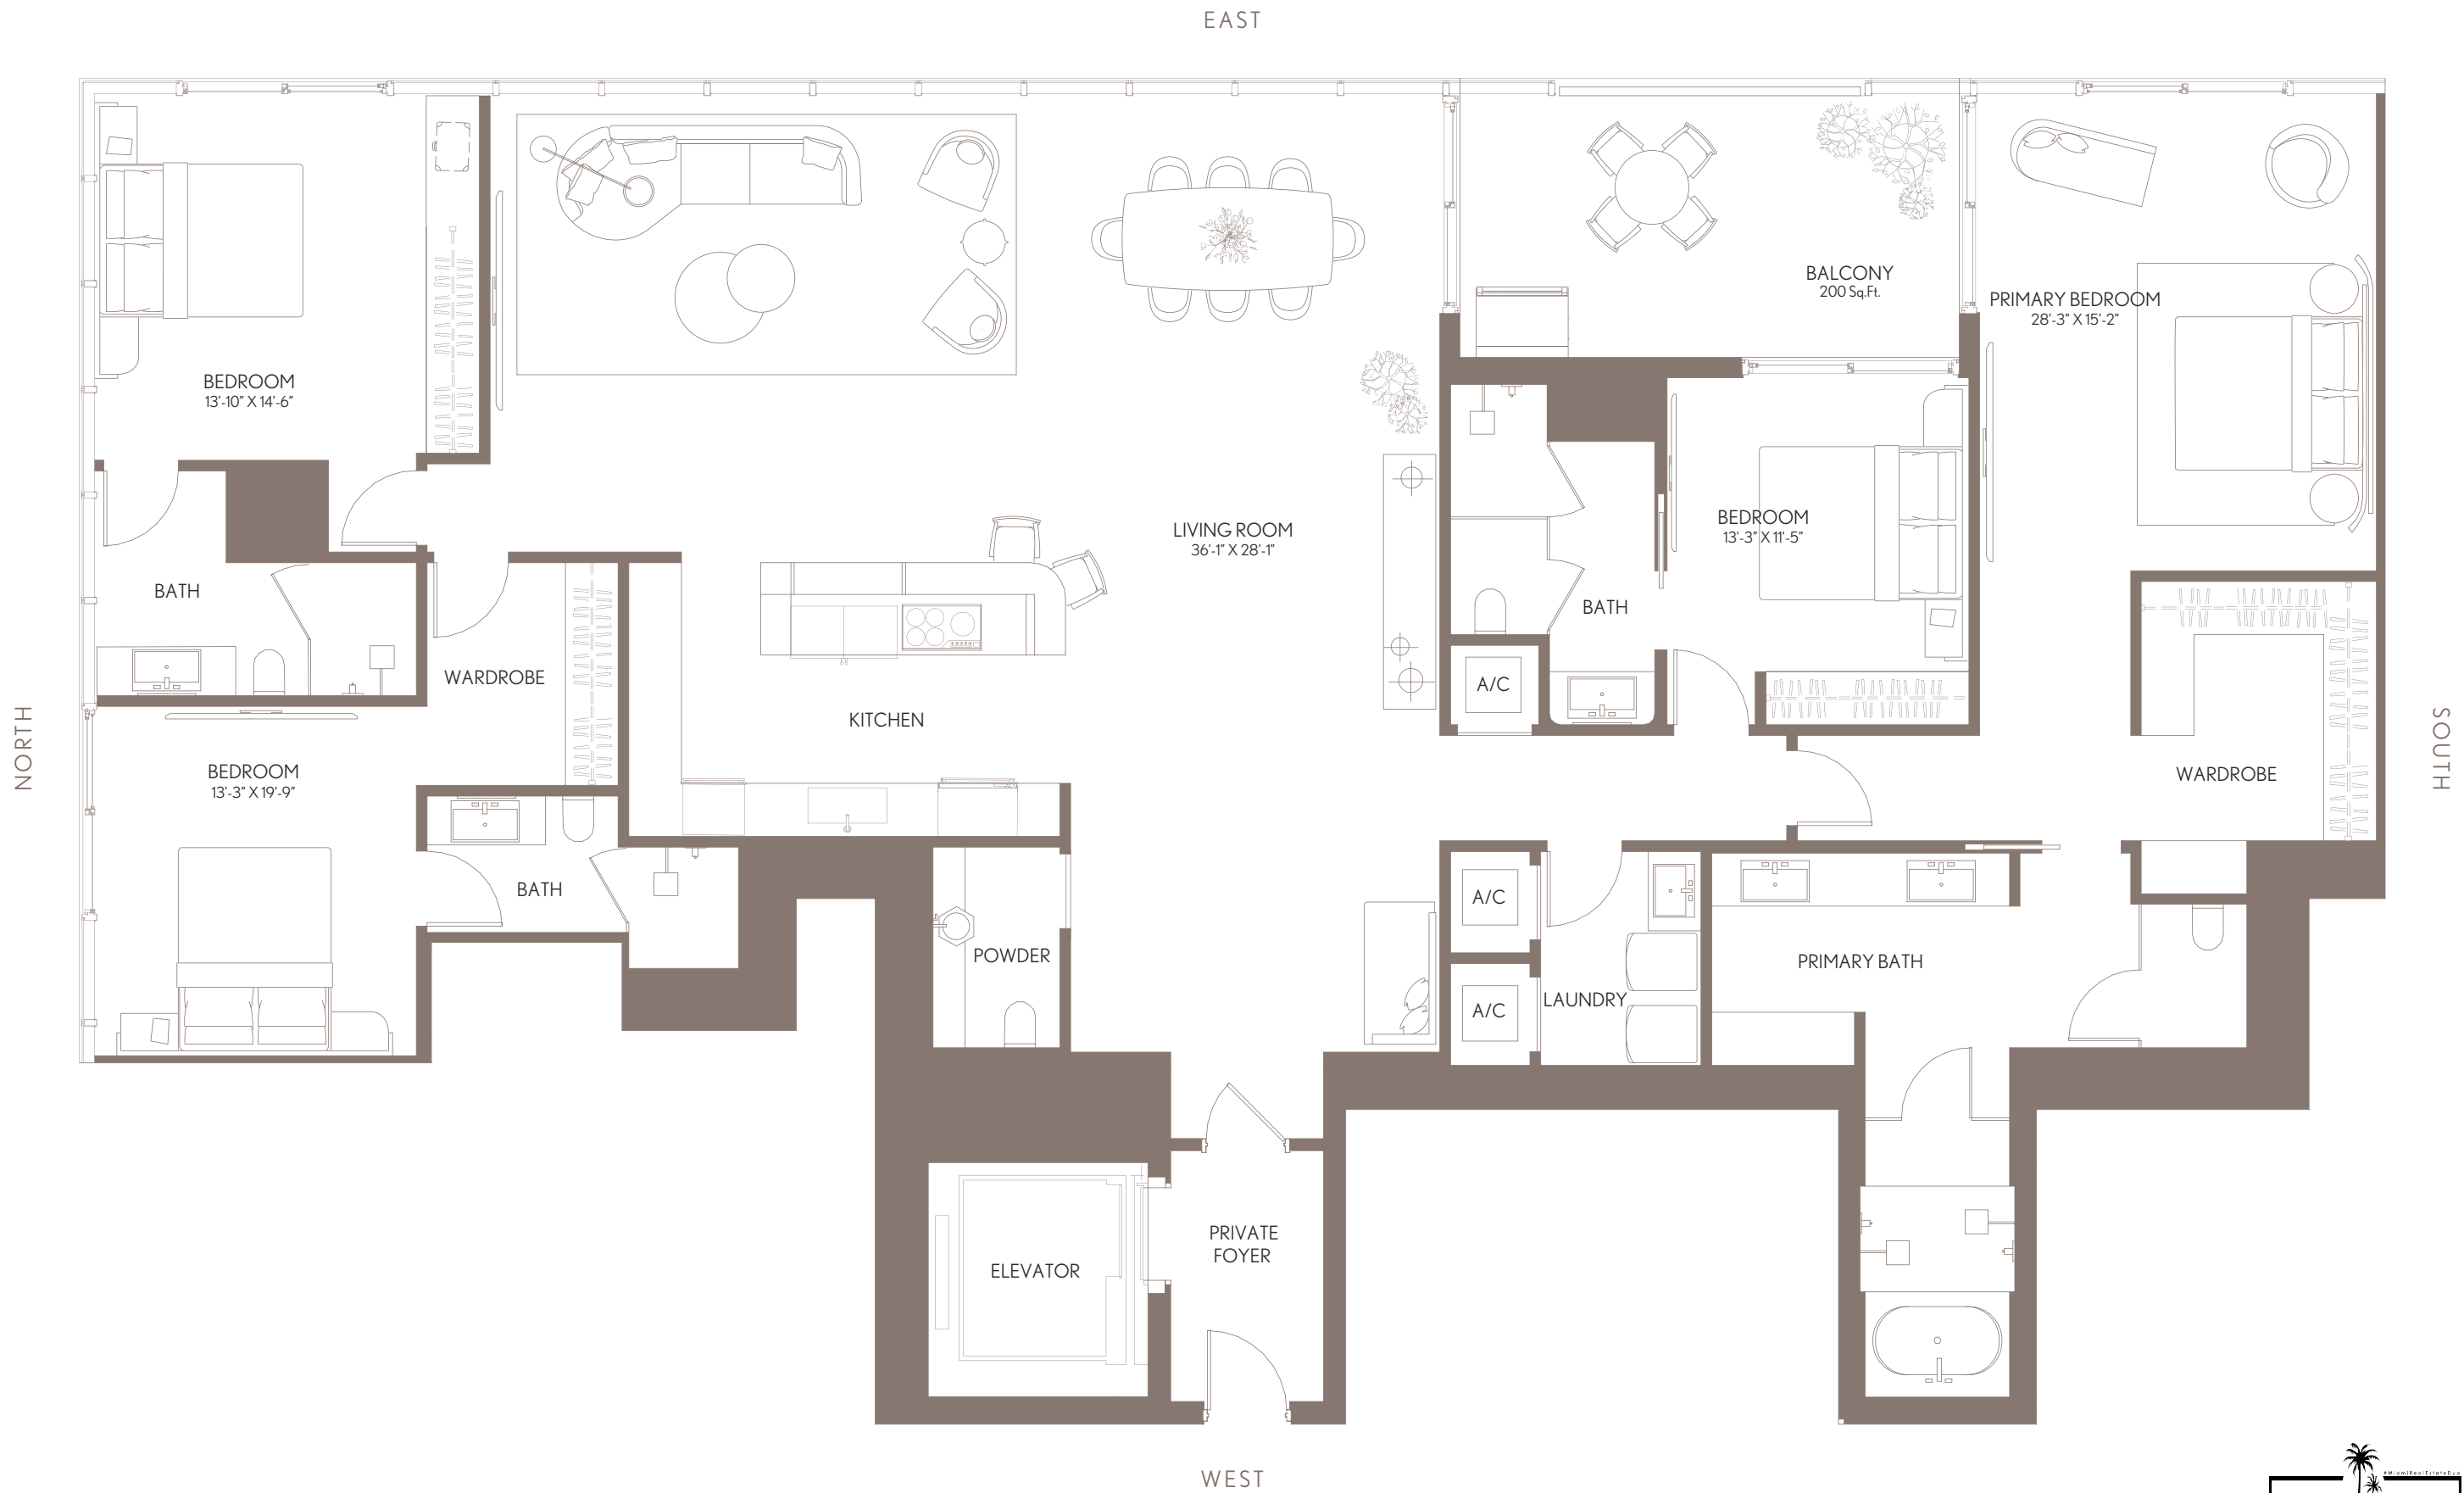 EAST
BALCONY
200 Sq.Ft.
PRIMARY BEDROOM
28'-3" X 15'-2"
BEDROOM
13'-10" X 14'-6"
LIVING ROOM
36'-1" X 28'-1"
BEDROOM
13'-3" X 11'-5"
BATH
BATH
WARDROBE
A/C
KITCHEN
NORTH
SOUTH
BEDROOM
13'-3" X 19'-9"
WARDROBE
BATH
A/C
POWDER
PRIMARY BATH
LAUNDRY
A/C
PRIVATE
FOYER
ELEVATOR
WEST
#MiamiRealEstateDuo